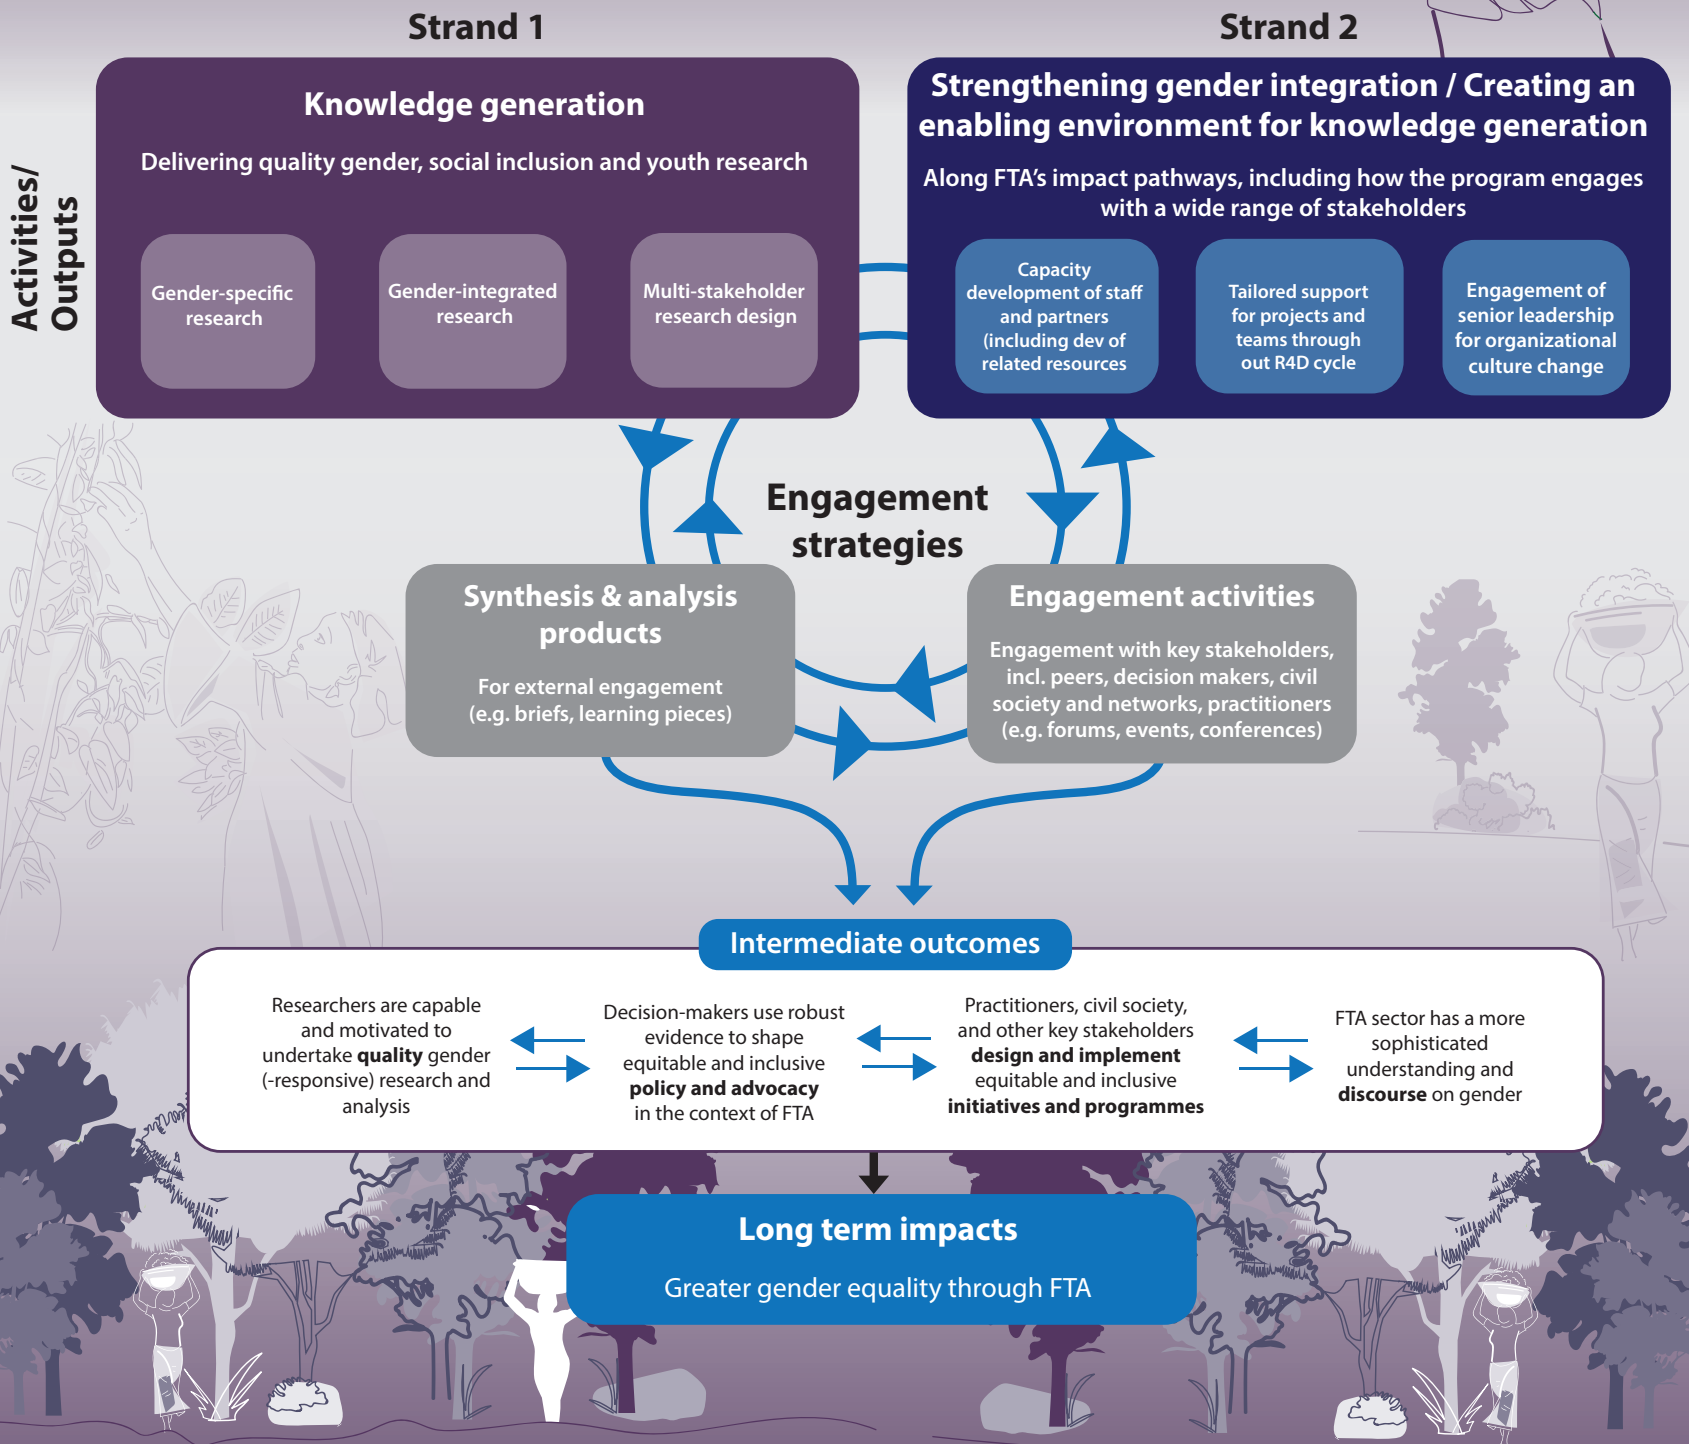 Strand 1
Strand 2
Activities/
Outputs
Knowledge generation
Delivering quality gender, social inclusion and youth research
Gender-specific
research
Gender-integrated
research
Multi-stakeholder
research design
Strengthening gender integration / Creating an
enabling environment for knowledge generation
Along FTA's impact pathways, including how the program engages
with a wide range of stakeholders
Capacity
development of staff
and partners
(including dev of
related resources
Tailored support
for projects and
teams through
out R4D cycle
Engagement of
senior leadership
for organizational
culture change
Engagement
strategies
Synthesis & analysis
products
For external engagement
(e.g. briefs, learning pieces)
Engagement activities
Engagement with key stakeholders,
incl. peers, decision makers, civil
society and networks, practitioners
(e.g. forums, events, conferences)
Intermediate outcomes
Researchers are capable
and motivated to
undertake quality gender
(-responsive) research and
analysis
Decision-makers use robust
evidence to shape
equitable and inclusive
policy and advocacy
in the context of FTA
Practitioners, civil society,
and other key stakeholders
design and implement
equitable and inclusive
initiatives and programmes
FTA sector has a more
sophisticated
understanding and
discourse on gender
Long term impacts
Greater gender equality through FTA